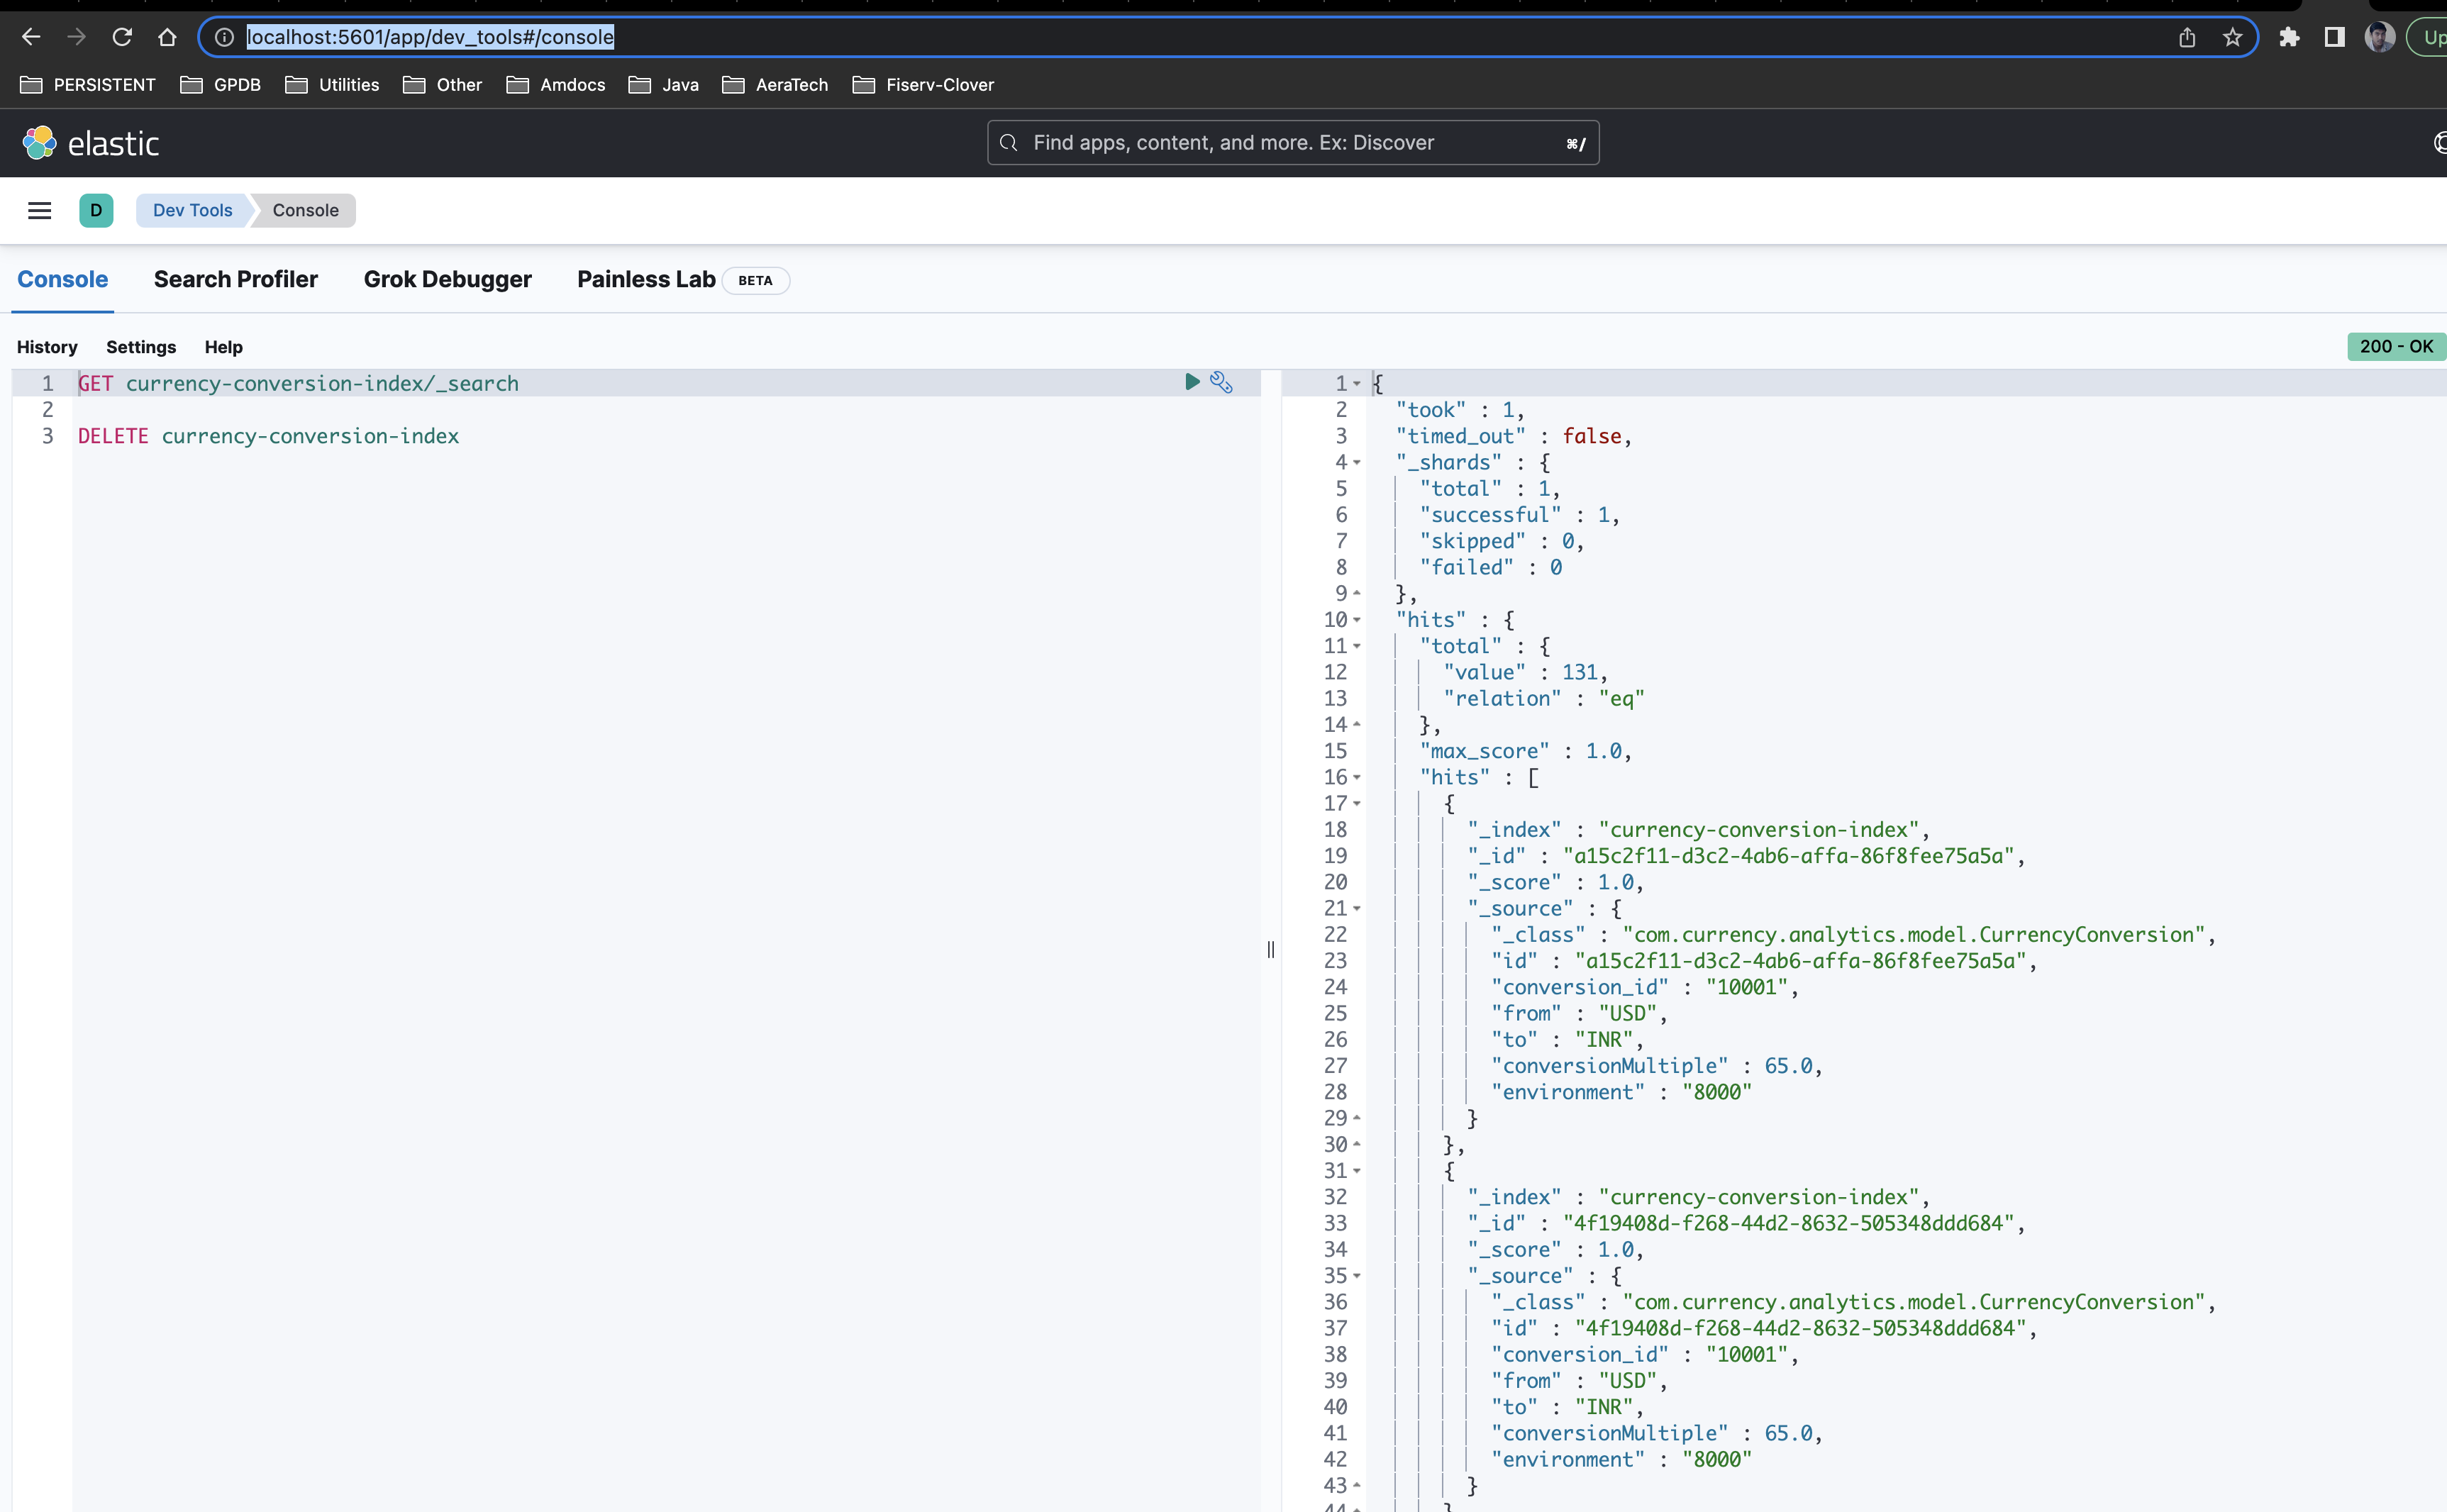 localhost:5601/app/dev_tools#/console
Up
PERSISTENT GPDB Utilities Other Amdocs Java AeraTech Fiserv-Clover
elastic
Find apps, content, and more. Ex: Discover ⌘/
D Dev Tools Console
Console Search Profiler Grok Debugger Painless Lab BETA
History Settings Help
200 - OK
1 GET currency-conversion-index/_search
2
3 DELETE currency-conversion-index
1 {
2 "took" : 1,
3 "timed_out" : false,
4 "_shards" : {
5 "total" : 1,
6 "successful" : 1,
7 "skipped" : 0,
8 "failed" : 0
9 },
10 "hits" : {
11 "total" : {
12 "value" : 131,
13 "relation" : "eq"
14 },
15 "max_score" : 1.0,
16 "hits" : [
17 {
18 "_index" : "currency-conversion-index",
19 "_id" : "a15c2f11-d3c2-4ab6-affa-86f8fee75a5a",
20 "_score" : 1.0,
21 "_source" : {
22 "_class" : "com.currency.analytics.model.CurrencyConversion",
23 "id" : "a15c2f11-d3c2-4ab6-affa-86f8fee75a5a",
24 "conversion_id" : "10001",
25 "from" : "USD",
26 "to" : "INR",
27 "conversionMultiple" : 65.0,
28 "environment" : "8000"
29 }
30 },
31 {
32 "_index" : "currency-conversion-index",
33 "_id" : "4f19408d-f268-44d2-8632-505348ddd684",
34 "_score" : 1.0,
35 "_source" : {
36 "_class" : "com.currency.analytics.model.CurrencyConversion",
37 "id" : "4f19408d-f268-44d2-8632-505348ddd684",
38 "conversion_id" : "10001",
39 "from" : "USD",
40 "to" : "INR",
41 "conversionMultiple" : 65.0,
42 "environment" : "8000"
43 }
44 }